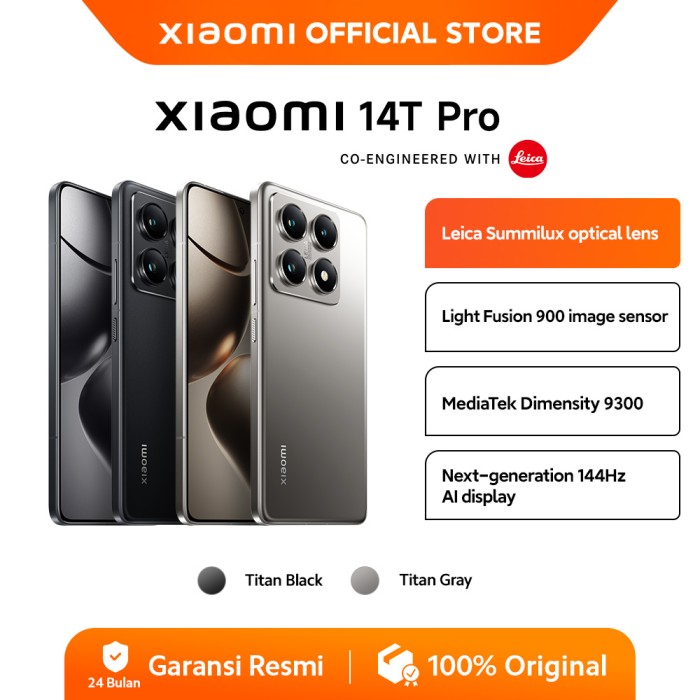 xiaomi OFFICIAL STORE
xiaomi 14T Pro
CO-ENGINEERED WITH Leica
Leica Summilux optical lens
Light Fusion 900 image sensor
MediaTek Dimensity 9300
Next-generation 144Hz
AI display
xiaomi
xiaomi
Titan Black
Titan Gray
24 Bulan
Garansi Resmi
100% Original